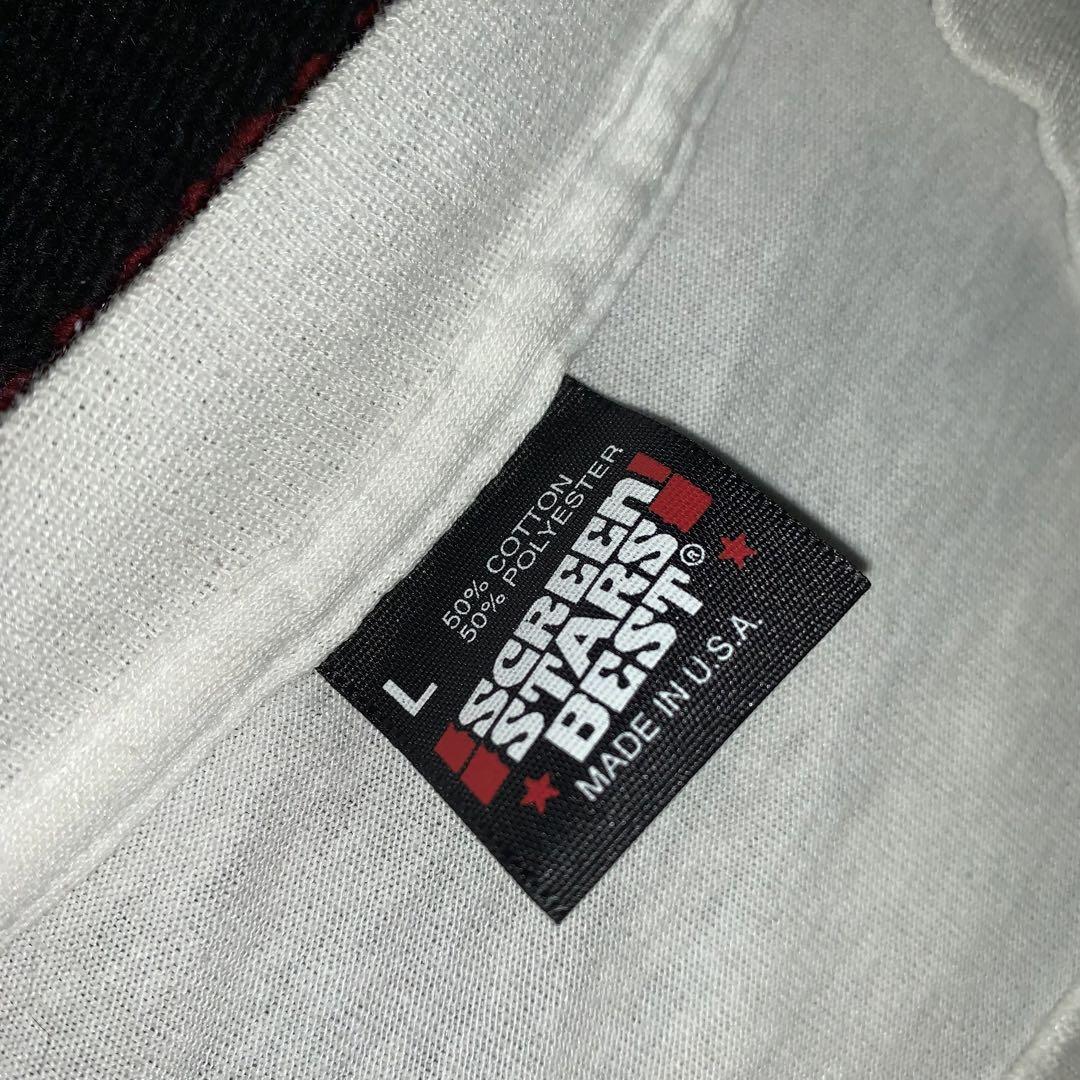 50% COTTON
50% POLYESTER
L
SCREEN
STARS
BEST®
MADE IN U.S.A.